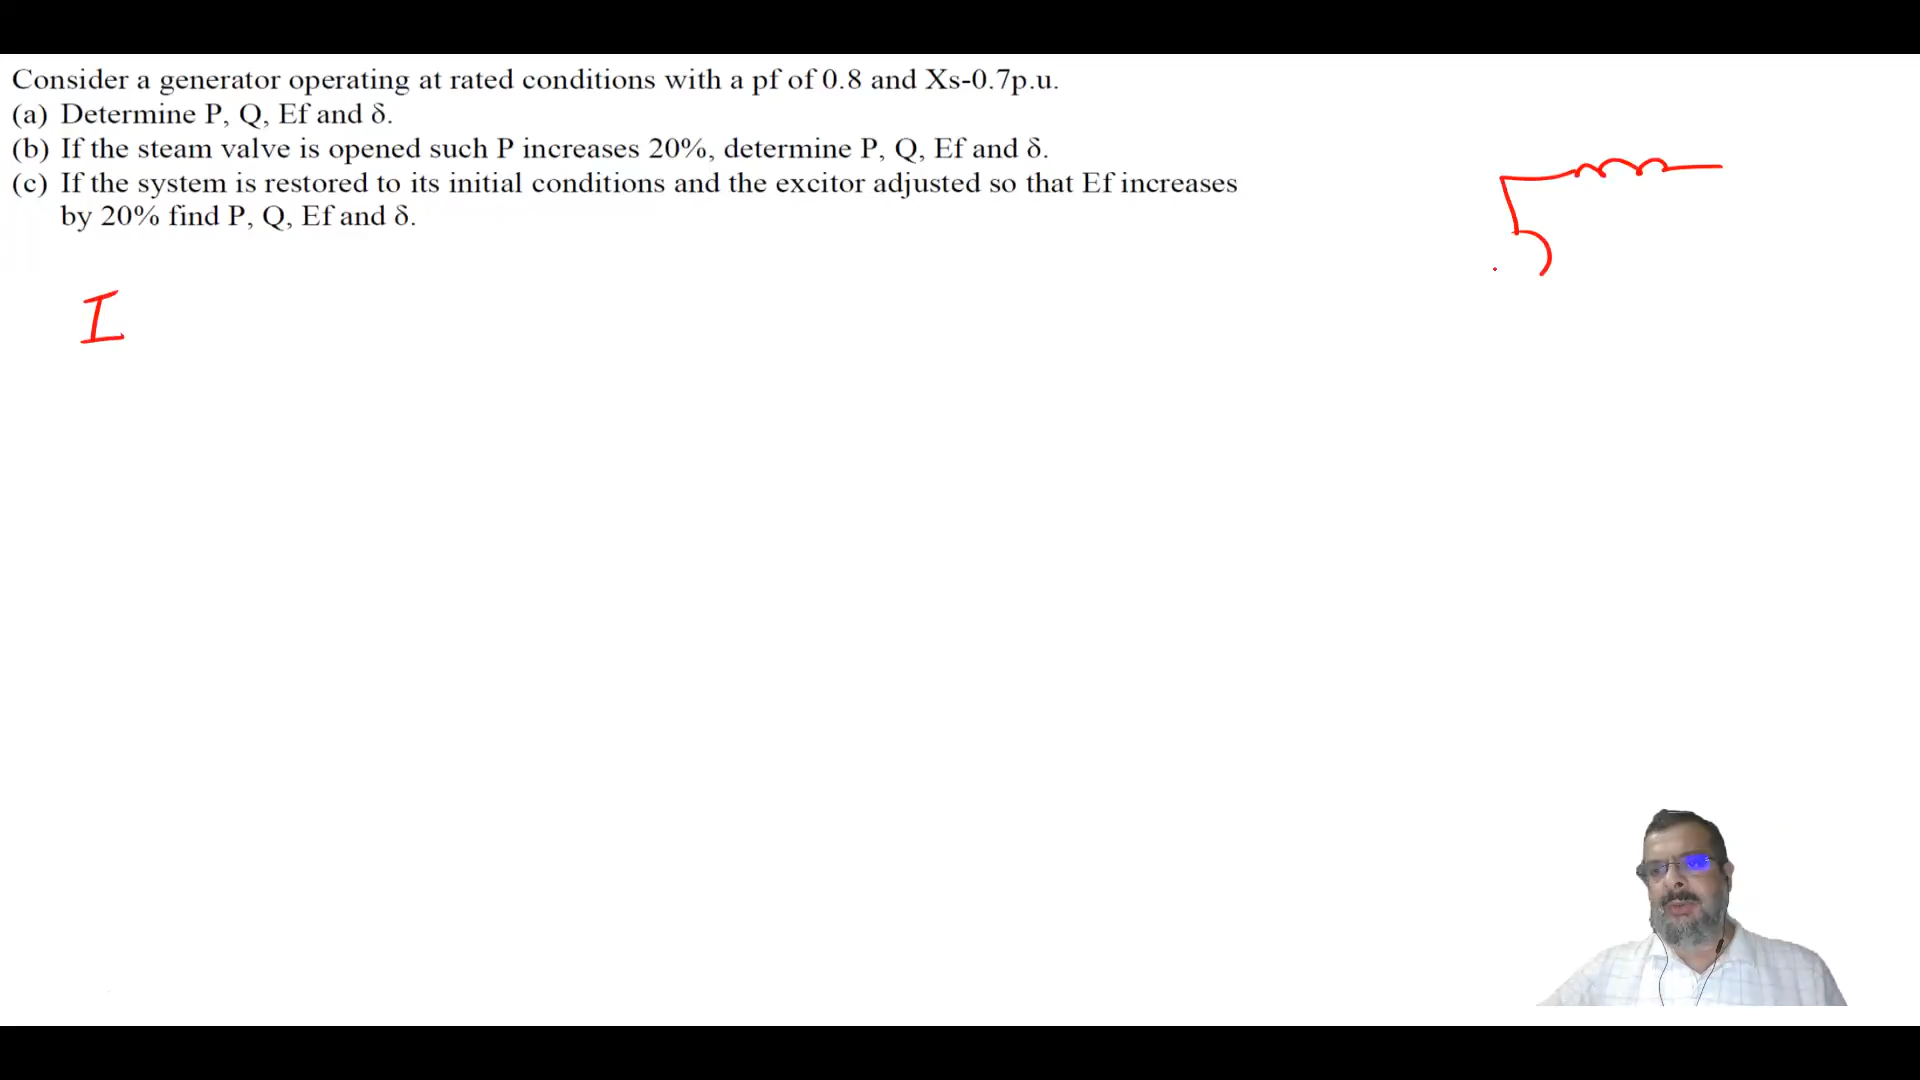 Consider a generator operating at rated conditions with a pf of 0.8 and Xs-0.7p.u.
(a) Determine P, Q, Ef and δ.
(b) If the steam valve is opened such P increases 20%, determine P, Q, Ef and δ.
(c) If the system is restored to its initial conditions and the excitor adjusted so that Ef increases
by 20% find P, Q, Ef and δ.
I